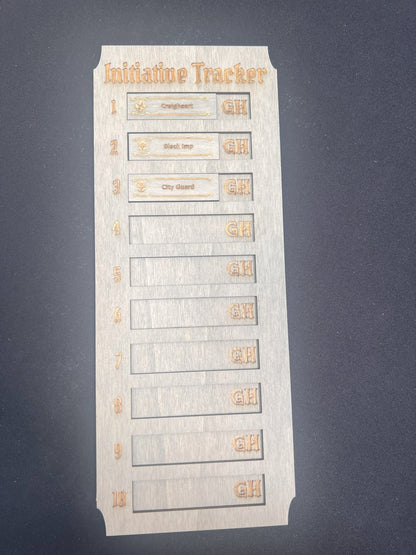 Initiative Tracker
1 Cragheart GH
2 Black Imp GH
3 City Guard GH
4 GH
5 GH
6 GH
7 GH
8 GH
9 GH
10 GH